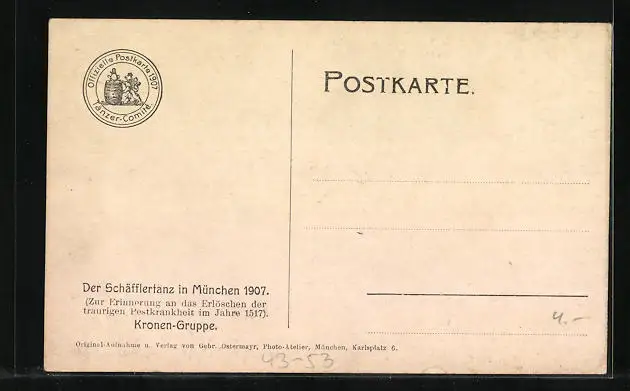 Offizielle Postkarte 1907
Tänzer-Comité
POSTKARTE.
Der Schäfflertanz in München 1907.
(Zur Erinnerung an das Erlöschen der
traurigen Pestkrankheit im Jahre 1517).
Kronen-Gruppe.
Original-Aufnahme u. Verlag von Gebr. Ostermayr, Photo-Atelier, München, Karlsplatz 6.
4.-
43-53